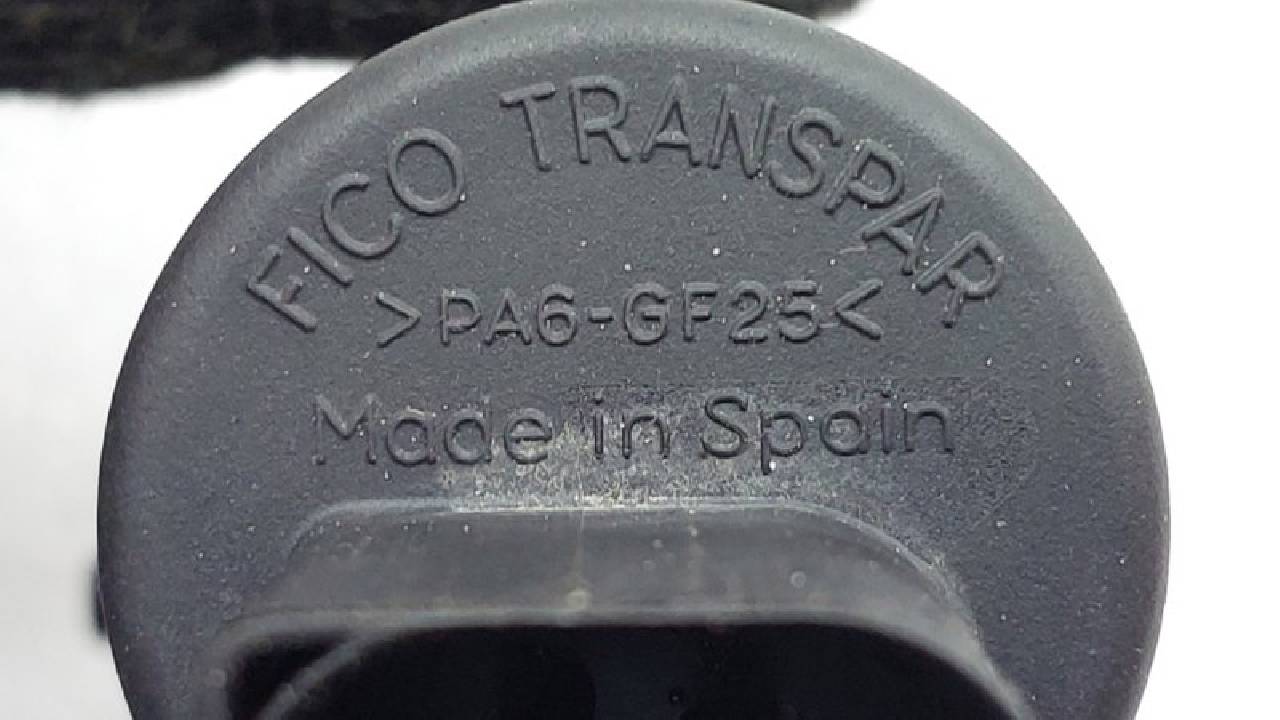 FICO TRANSPAR
>PA6-GF25<
Made in Spain